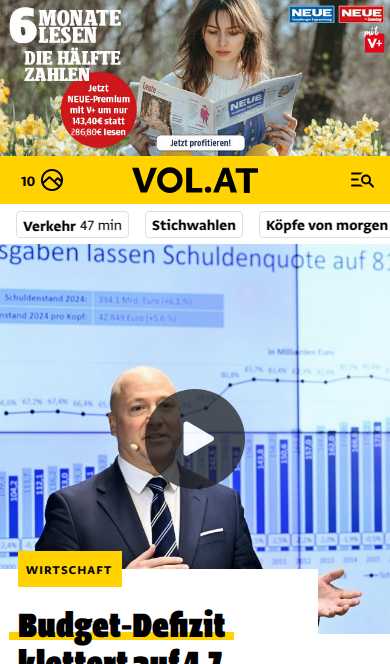 6 MONATE
LESEN
DIE HÄLFTE
ZAHLEN
Jetzt
NEUE-Premium
mit V+ um nur
143,40€ statt
286,80€ lesen
NEUE
NEUE
mit
V+
NEUE
Jetzt profitieren!
10
VOL.AT
Verkehr 47 min
Stichwahlen
Köpfe von morgen
sgaben lassen Schuldenquote auf 8
Schuldenstand 2024: 394,1 Mrd. Euro (+6,1 %)
nstand 2024 pro Kopf: 42.849 Euro (+5,6 %)
in Milliarden Euro
WIRTSCHAFT
Budget-Defizit
klettert auf 4,7